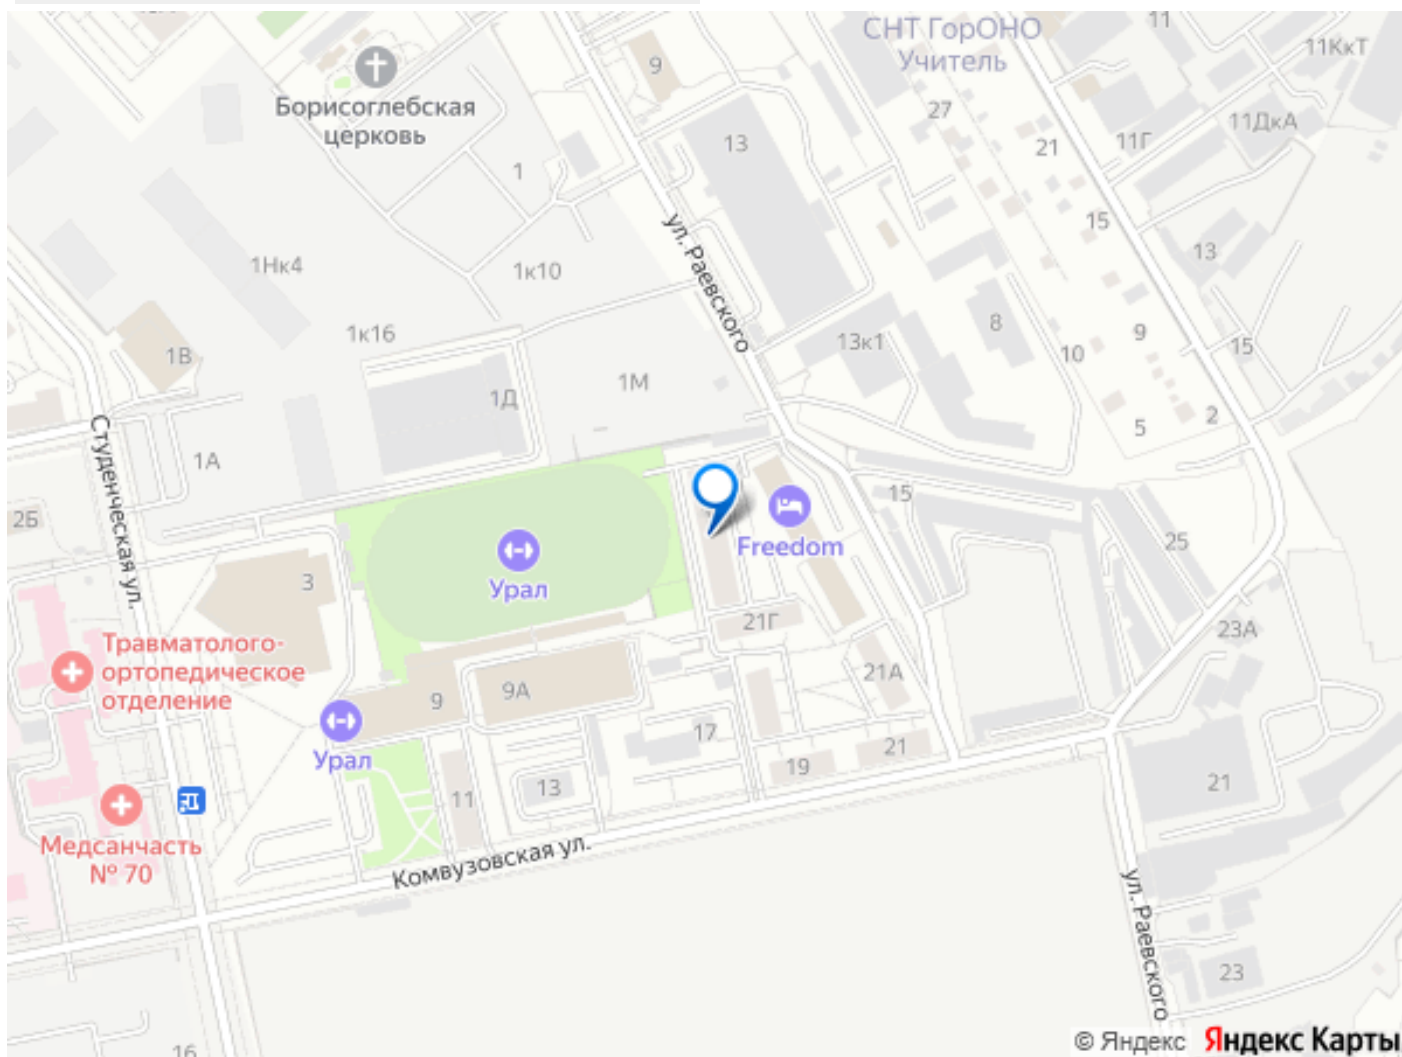 СНТ ГорОНО
Учитель
11
11КкТ
9
Борисоглебская
церковь
27
11ДкА
11Г
13
21
1
15
ул. Раевского
13
1Нк4
1к10
8
9
1к16
13к1
15
1В
10
1М
1Д
2
5
Студенческая ул.
1А
15
2Б
Freedom
25
Урал
3
21Г
23А
Травматолого-
ортопедическое
отделение
21А
9А
9
17
21
Урал
19
21
13
11
Медсанчасть
№ 70
Комвузовская ул.
ул. Раевского
23
16
© Яндекс Яндекс Карты